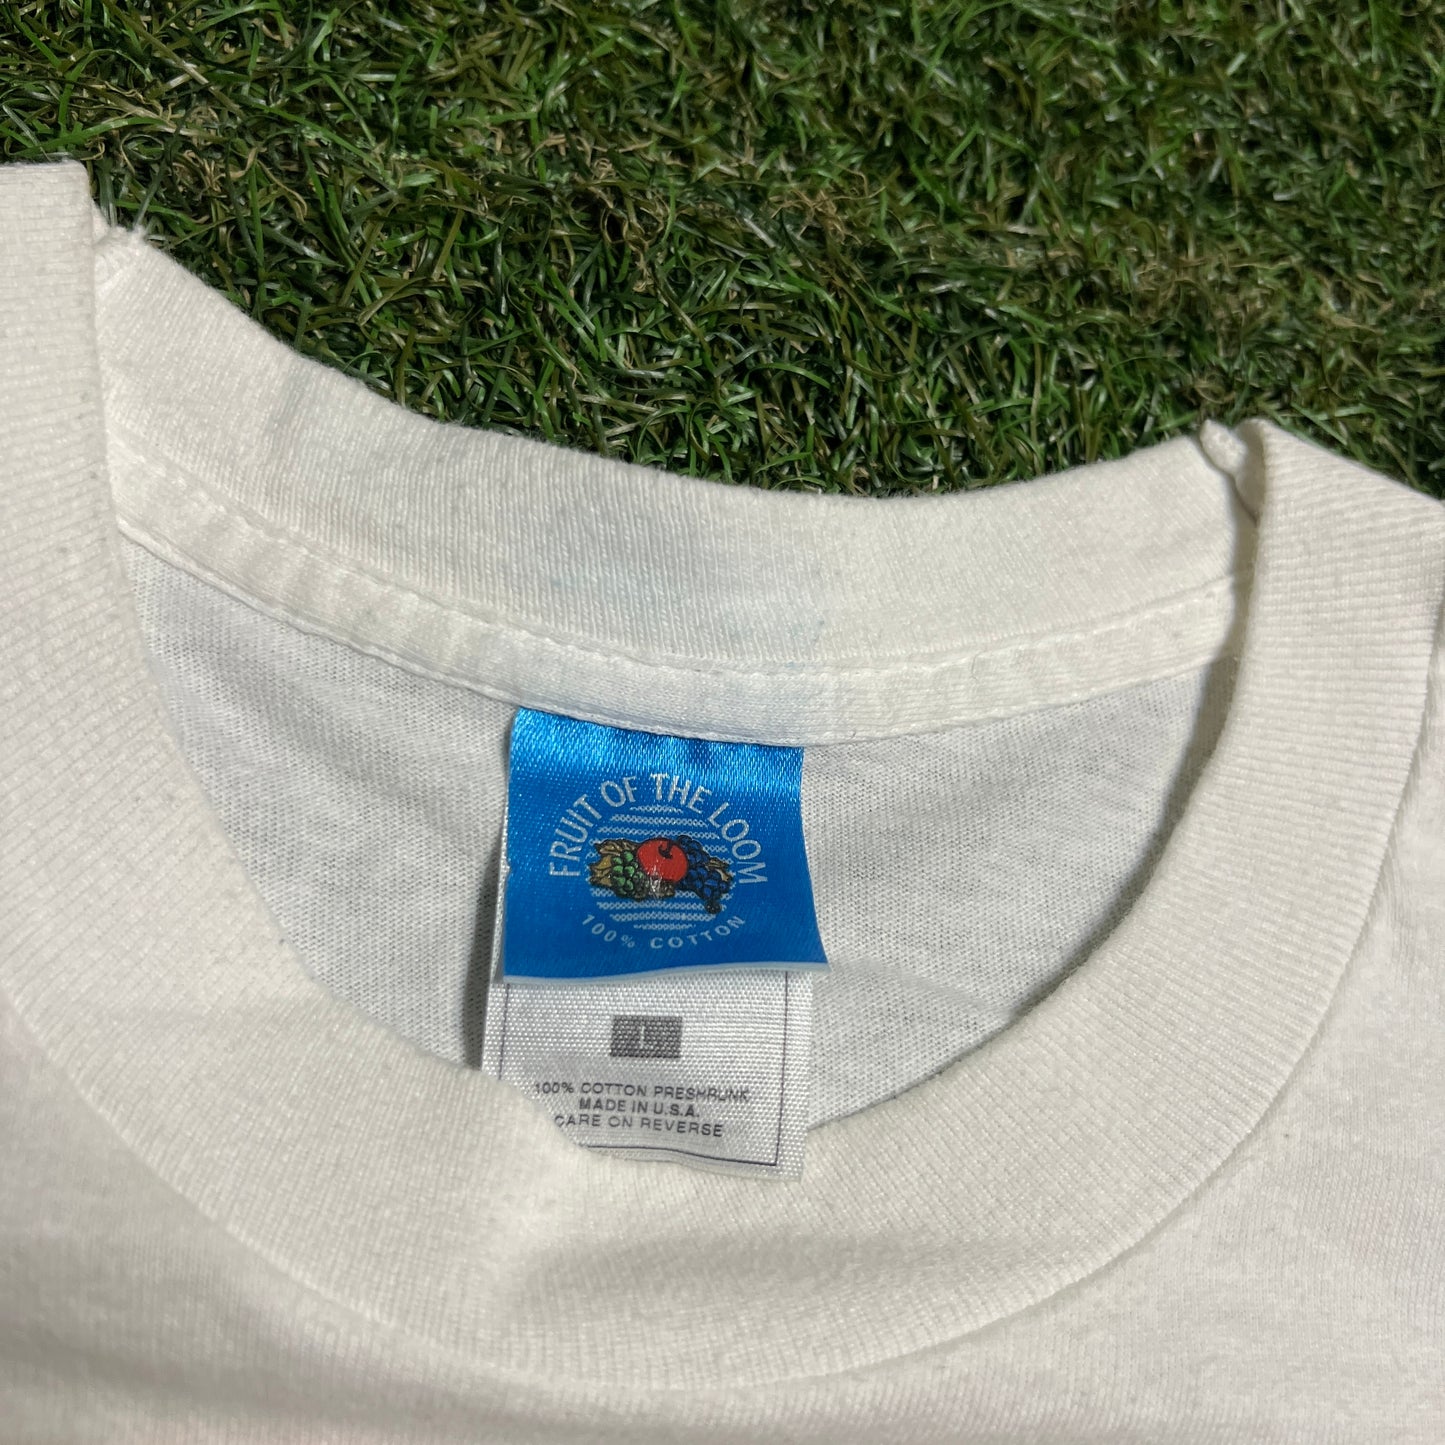 FRUIT OF THE LOOM
100% COTTON
L
100% COTTON PRESHRUNK
MADE IN U.S.A.
CARE ON REVERSE